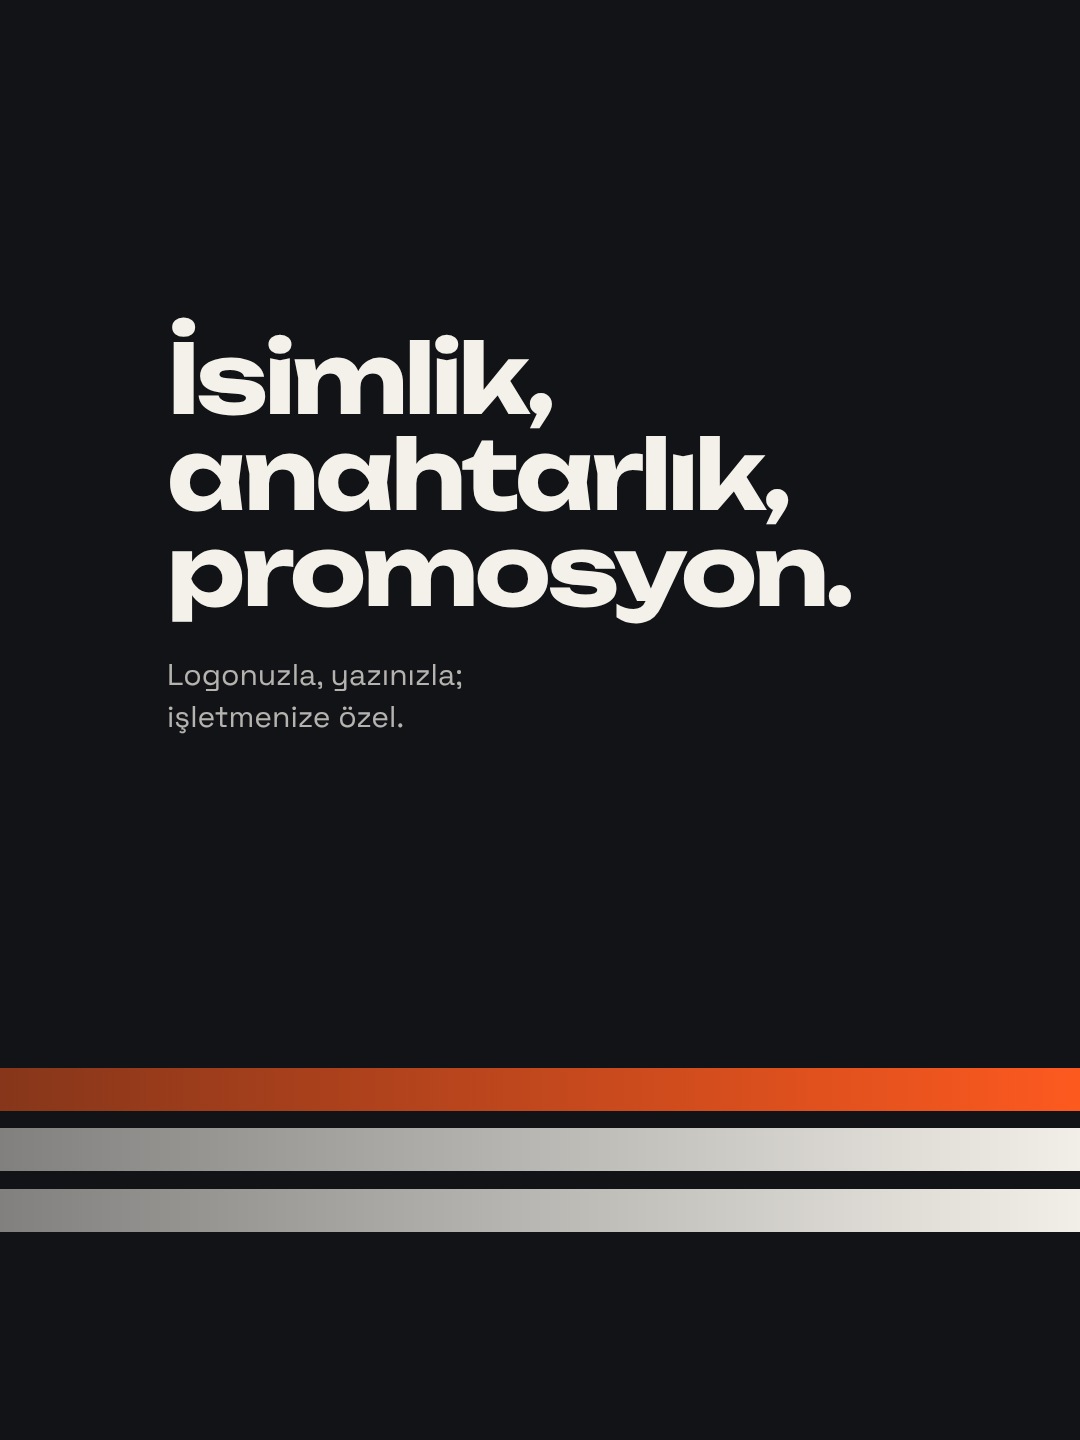 İsimlik,
anahtarlık,
promosyon.
Logonuzla, yazınızla;
işletmenize özel.